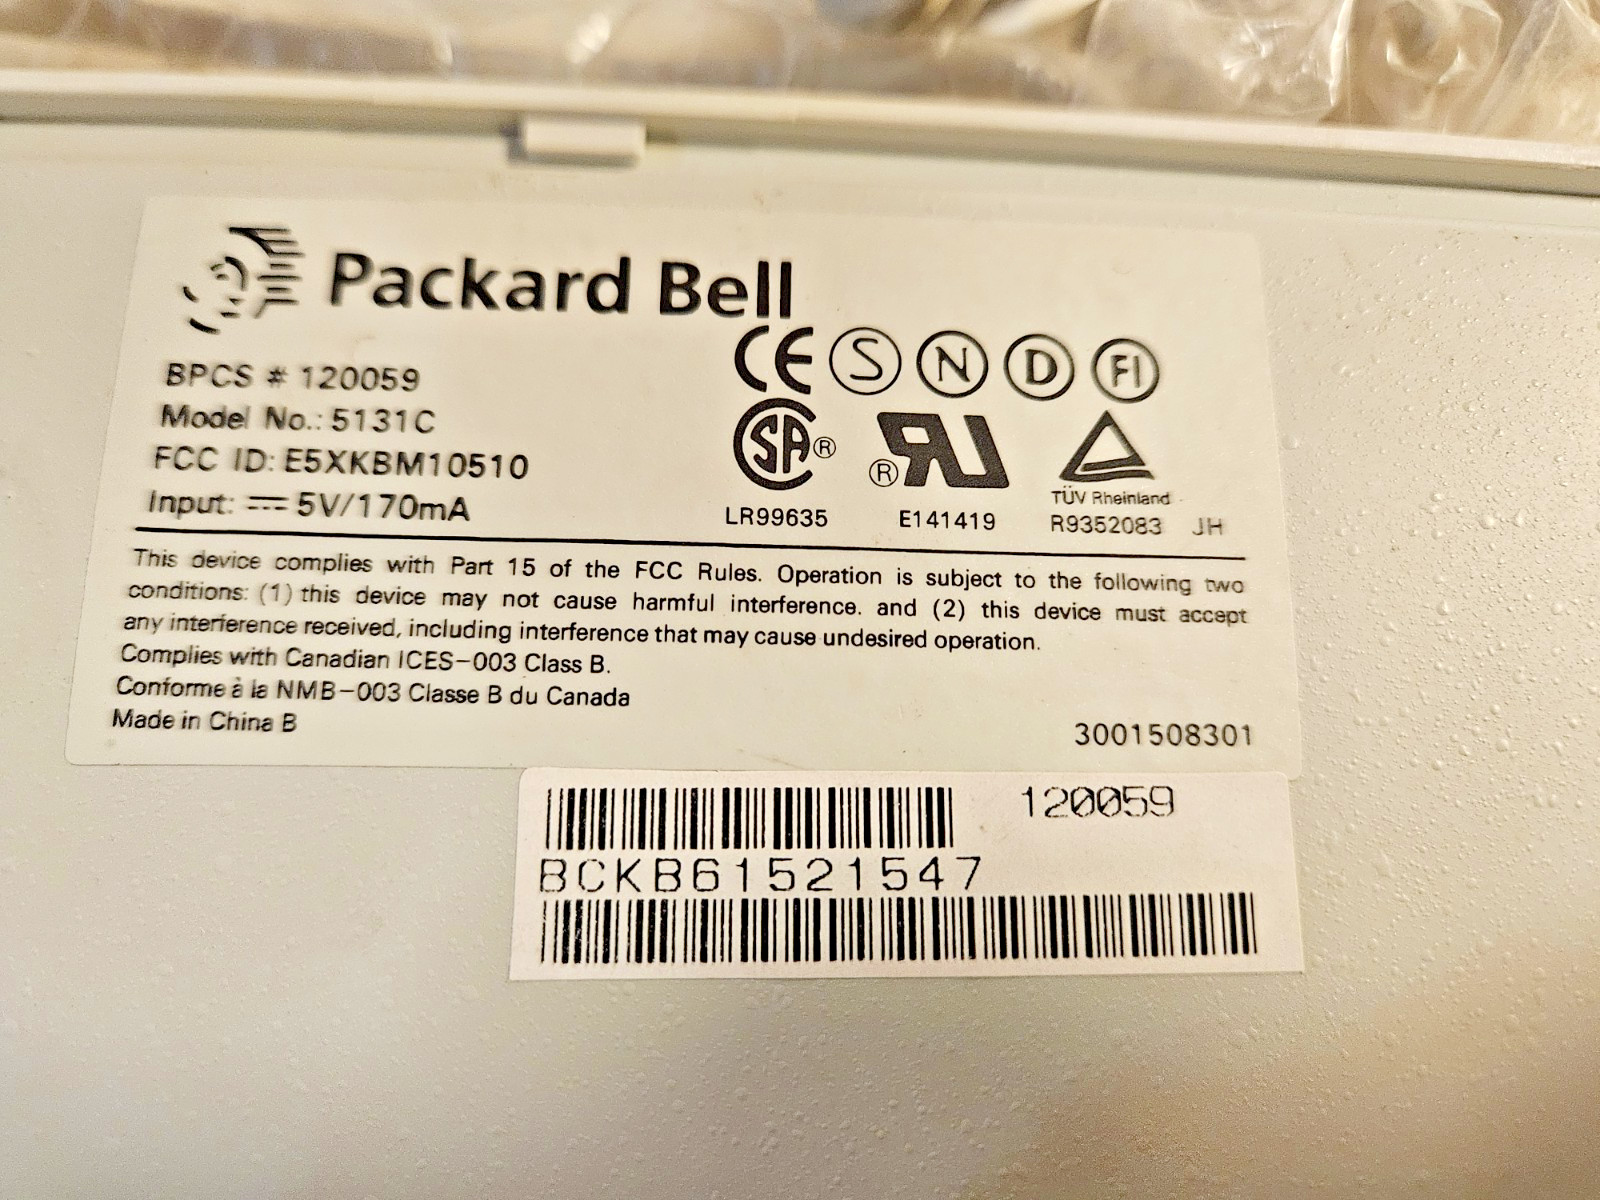 Packard Bell
BPCS # 120059
Model No.: 5131C
FCC ID: E5XKBM10510
Input: ⎓ 5V/170mA
CE S N D FI
SA ® ® RU
TÜV Rheinland
LR99635 E141419 R9352083 JH
This device complies with Part 15 of the FCC Rules. Operation is subject to the following two
conditions: (1) this device may not cause harmful interference. and (2) this device must accept
any interference received, including interference that may cause undesired operation.
Complies with Canadian ICES-003 Class B.
Conforme à la NMB-003 Classe B du Canada
Made in China B
3001508301
120059
BCKB61521547